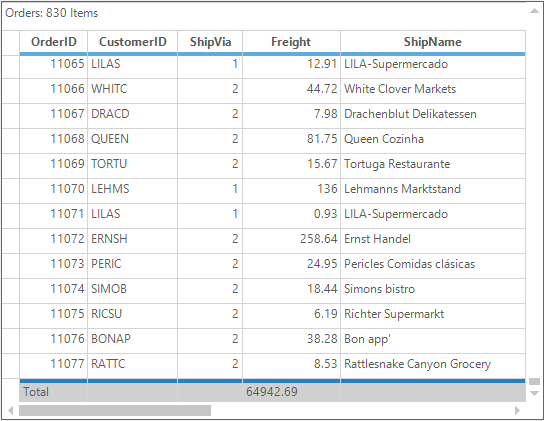 Orders: 830 Items
OrderID CustomerID ShipVia Freight ShipName
11065 LILAS 1 12.91 LILA-Supermercado
11066 WHITC 2 44.72 White Clover Markets
11067 DRACD 2 7.98 Drachenblut Delikatessen
11068 QUEEN 2 81.75 Queen Cozinha
11069 TORTU 2 15.67 Tortuga Restaurante
11070 LEHMS 1 136 Lehmanns Marktstand
11071 LILAS 1 0.93 LILA-Supermercado
11072 ERNSH 2 258.64 Ernst Handel
11073 PERIC 2 24.95 Pericles Comidas clásicas
11074 SIMOB 2 18.44 Simons bistro
11075 RICSU 2 6.19 Richter Supermarkt
11076 BONAP 2 38.28 Bon app'
11077 RATTC 2 8.53 Rattlesnake Canyon Grocery
Total 64942.69